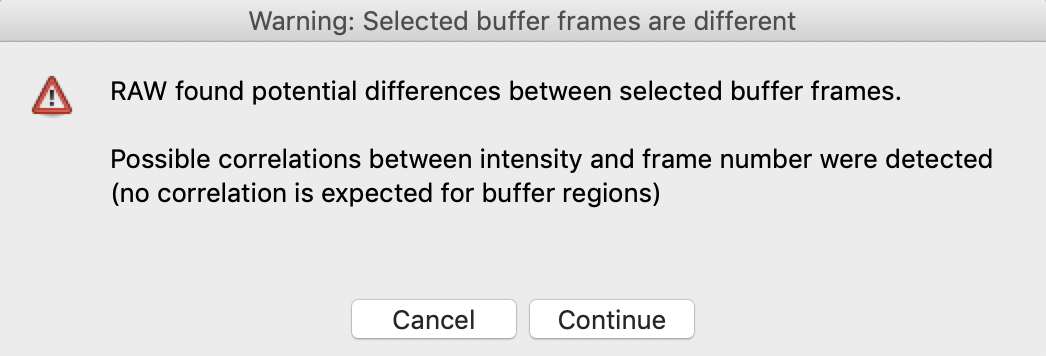 Warning: Selected buffer frames are different
RAW found potential differences between selected buffer frames.
Possible correlations between intensity and frame number were detected
(no correlation is expected for buffer regions)
Cancel
Continue